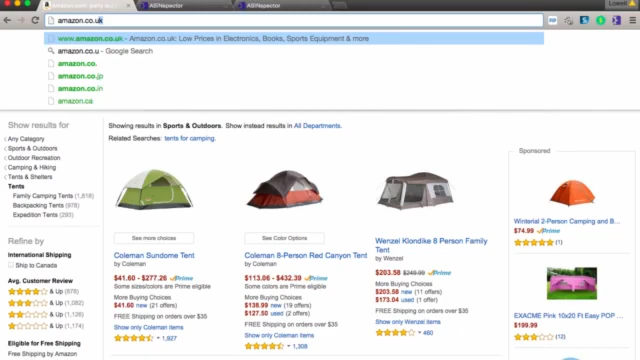 Amazon.com: party su
ASINspector
ASINspector
Lowell
amazon.co.uk
www.amazon.co.uk - Amazon.co.uk: Low Prices in Electronics, Books, Sports Equipment & more
amazon.co.u - Google Search
amazon.co.
amazon.co.jp
amazon.co.in
amazon.ca
Show results for
Any Category
Sports & Outdoors
Outdoor Recreation
Camping & Hiking
Tents & Shelters
Tents
Family Camping Tents (1,818)
Backpacking Tents (978)
Expedition Tents (293)
Refine by
International Shipping
Ship to Canada
Avg. Customer Review
& Up (978)
& Up (1,082)
& Up (1,126)
& Up (1,174)
Eligible for Free Shipping
Free Shipping by Amazon
Showing results in Sports & Outdoors. Show instead results in All Departments.
Related Searches: tents for camping.
See more choices
Coleman Sundome Tent
by Coleman
$41.60 - $277.26 Prime
Some sizes/colors are Prime eligible
More Buying Choices
$41.60 new (21 offers)
FREE Shipping on orders over $35
Show only Coleman items
1,927
See Color Options
Coleman 8-Person Red Canyon Tent
by Coleman
$113.06 - $432.39 Prime
Some colors are Prime eligible
More Buying Choices
$138.99 new (19 offers)
$127.50 used (2 offers)
FREE Shipping on orders over $35
Show only Coleman items
1,308
Wenzel Klondike 8 Person Family
Tent
by Wenzel
$203.58 $249.99 Prime
More Buying Choices
$203.58 new (11 offers)
$173.04 used (1 offer)
FREE Shipping on orders over $35
Show only Wenzel items
460
Sponsored
Winterial 2-Person Camping and B...
$74.99 Prime
(1)
EXACME Pink 10x20 Ft Easy POP ...
$199.99
(12)